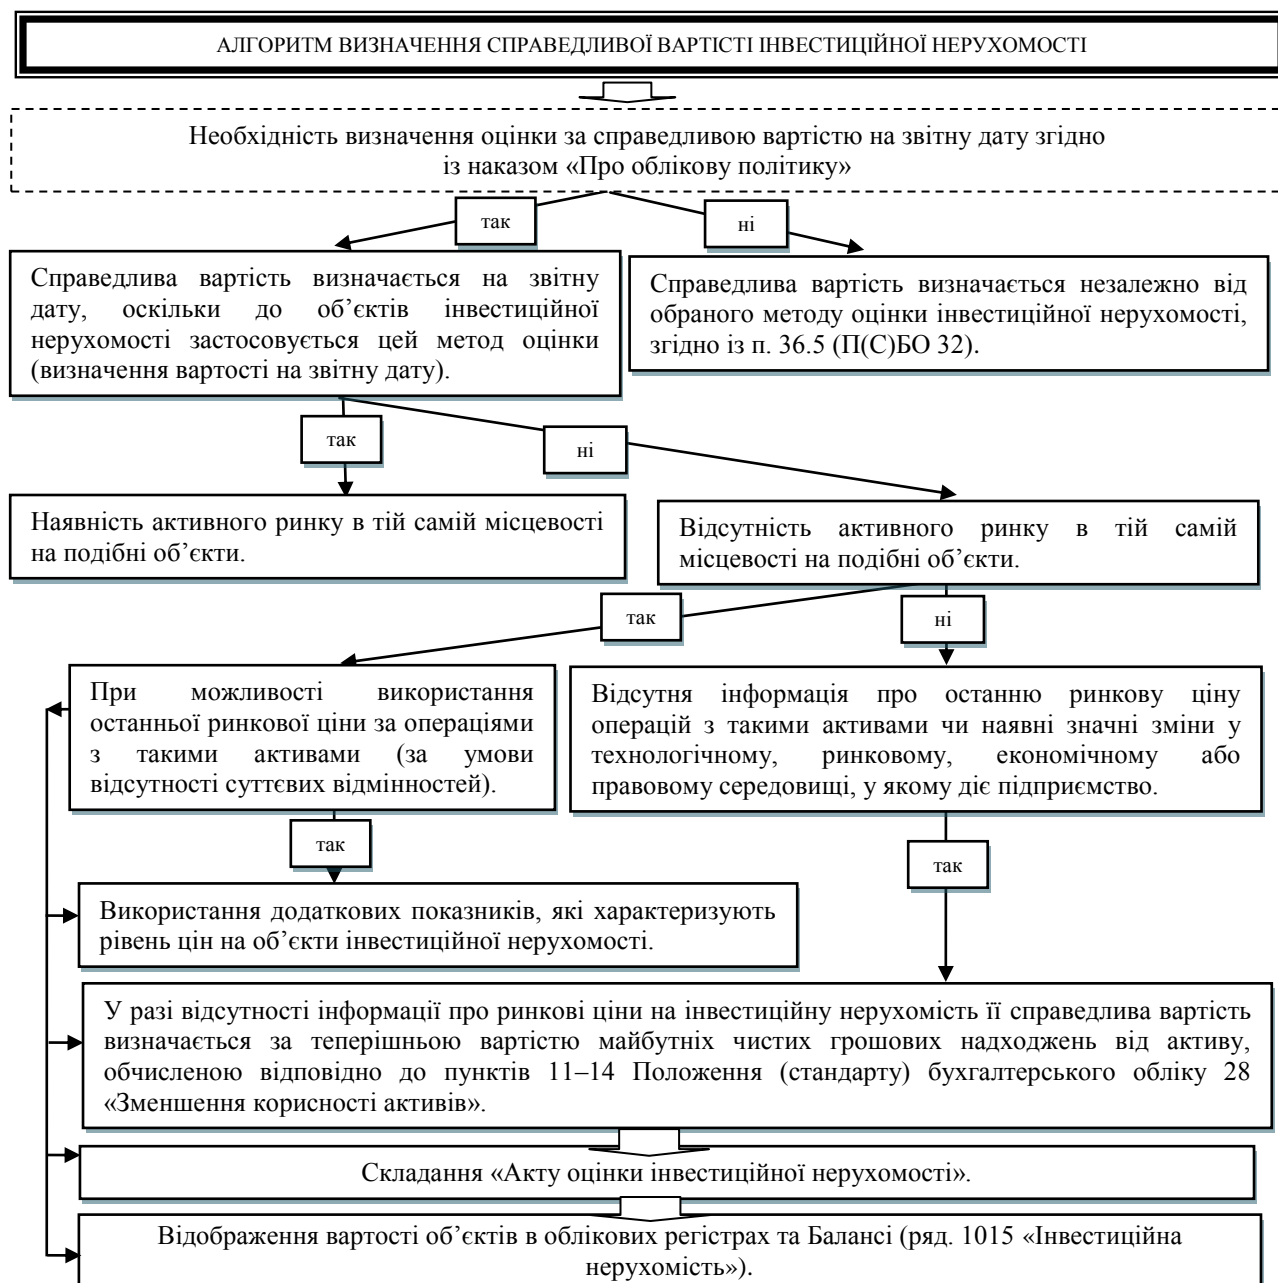 АЛГОРИТМ ВИЗНАЧЕННЯ СПРАВЕДЛИВОЇ ВАРТІСТІ ІНВЕСТИЦІЙНОЇ НЕРУХОМОСТІ
Необхідність визначення оцінки за справедливою вартістю на звітну дату згідно
із наказом «Про облікову політику»
так
ні
Справедлива вартість визначається на звітну
дату, оскільки до об’єктів інвестиційної
нерухомості застосовується цей метод оцінки
(визначення вартості на звітну дату).
Справедлива вартість визначається незалежно від
обраного методу оцінки інвестиційної нерухомості,
згідно із п. 36.5 (П(С)БО 32).
так
ні
Наявність активного ринку в тій самій місцевості
на подібні об’єкти.
Відсутність активного ринку в тій самій
місцевості на подібні об’єкти.
так
ні
При можливості використання
останньої ринкової ціни за операціями
з такими активами (за умови
відсутності суттєвих відмінностей).
Відсутня інформація про останню ринкову ціну
операцій з такими активами чи наявні значні зміни у
технологічному, ринковому, економічному або
правовому середовищі, у якому діє підприємство.
так
так
Використання додаткових показників, які характеризують
рівень цін на об’єкти інвестиційної нерухомості.
У разі відсутності інформації про ринкові ціни на інвестиційну нерухомість її справедлива вартість
визначається за теперішньою вартістю майбутніх чистих грошових надходжень від активу,
обчисленою відповідно до пунктів 11–14 Положення (стандарту) бухгалтерського обліку 28
«Зменшення корисності активів».
Складання «Акту оцінки інвестиційної нерухомості».
Відображення вартості об’єктів в облікових регістрах та Балансі (ряд. 1015 «Інвестиційна
нерухомість»).